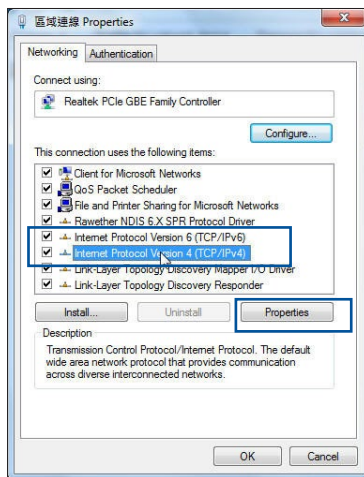 區域連線 Properties
Networking
Authentication
Connect using:
Realtek PCIe GBE Family Controller
Configure...
This connection uses the following items:
Client for Microsoft Networks
QoS Packet Scheduler
File and Printer Sharing for Microsoft Networks
Rawether NDIS 6.X SPR Protocol Driver
Internet Protocol Version 6 (TCP/IPv6)
Internet Protocol Version 4 (TCP/IPv4)
Link-Layer Topology Discovery Mapper I/O Driver
Link-Layer Topology Discovery Responder
Install...
Uninstall
Properties
Description
Transmission Control Protocol/Internet Protocol. The default
wide area network protocol that provides communication
across diverse interconnected networks.
OK
Cancel